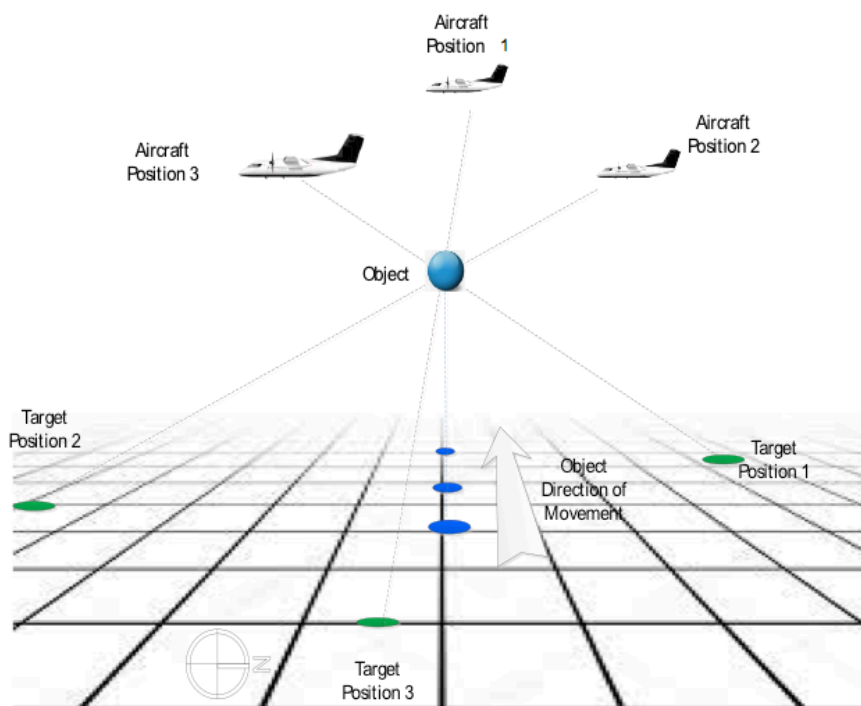 Aircraft
Position 1
Aircraft
Position 2
Aircraft
Position 3
Object
Target
Position 2
Target
Position 1
Object
Direction of
Movement
N
Target
Position 3